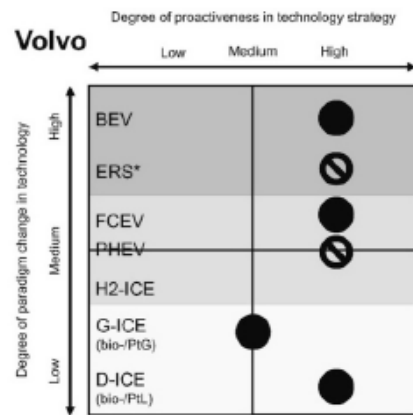 Degree of proactiveness in technology strategy
Volvo
Low Medium High
Degree of paradigm change in technology
High
Medium
Low
BEV
ERS*
FCEV
PHEV
H2-ICE
G-ICE
(bio-/PtG)
D-ICE
(bio-/PtL)